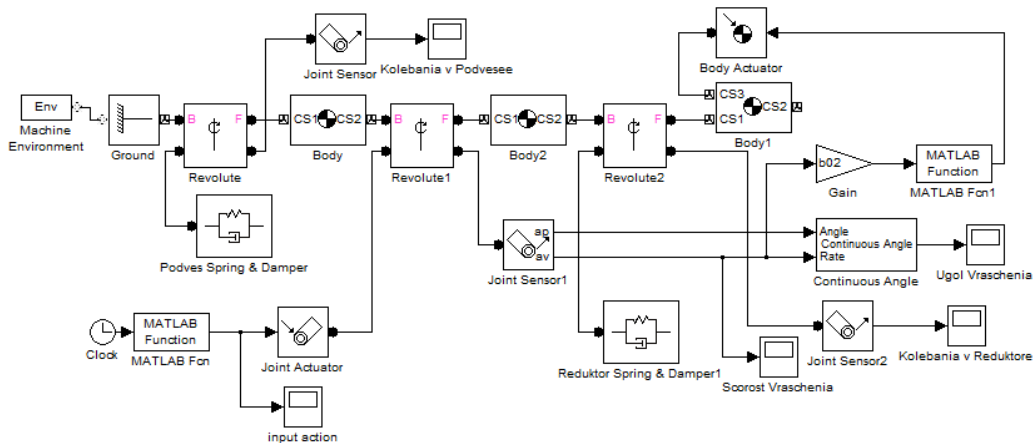 Env
Machine
Environment
Ground
B
F
Revolute
Joint Sensor
Kolebania v Podvesee
CS1
CS2
Body
B
F
Revolute1
CS1
CS2
Body2
B
F
Revolute2
Body Actuator
CS3
CS1
CS2
Body1
b02
Gain
MATLAB
Function
MATLAB Fcn1
Podves Spring & Damper
ap
av
Joint Sensor1
Angle
Continuous Angle
Rate
Continuous Angle
Ugol Vraschenia
Clock
MATLAB
Function
MATLAB Fcn
Joint Actuator
input action
Reduktor Spring & Damper1
Scorost Vraschenia
Joint Sensor2
Kolebania v Reduktore